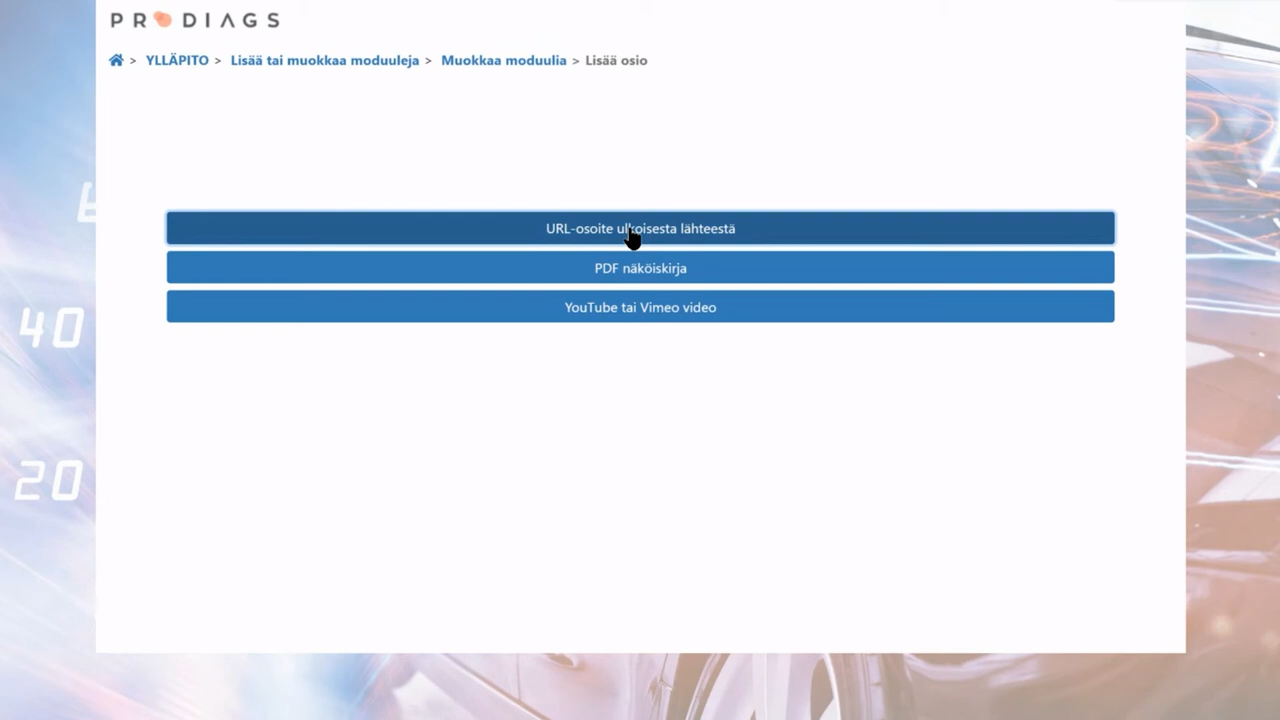 PRODIAGS
> YLLÄPITO > Lisää tai muokkaa moduuleja > Muokkaa moduulia > Lisää osio
URL-osoite ulkoisesta lähteestä
PDF näköiskirja
YouTube tai Vimeo video
40
20